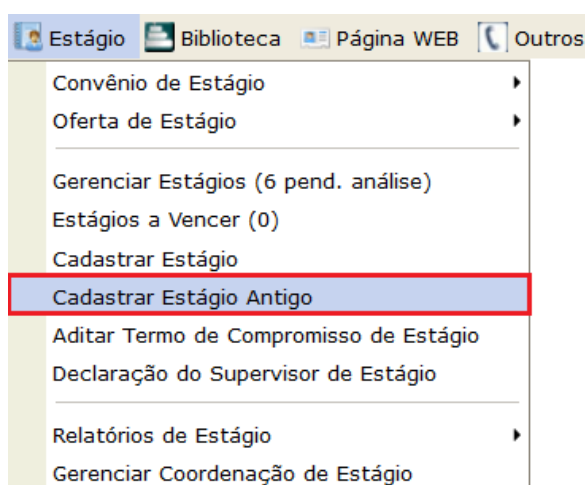 Estágio Biblioteca Página WEB Outros
Convênio de Estágio
Oferta de Estágio
Gerenciar Estágios (6 pend. análise)
Estágios a Vencer (0)
Cadastrar Estágio
Cadastrar Estágio Antigo
Aditar Termo de Compromisso de Estágio
Declaração do Supervisor de Estágio
Relatórios de Estágio
Gerenciar Coordenação de Estágio